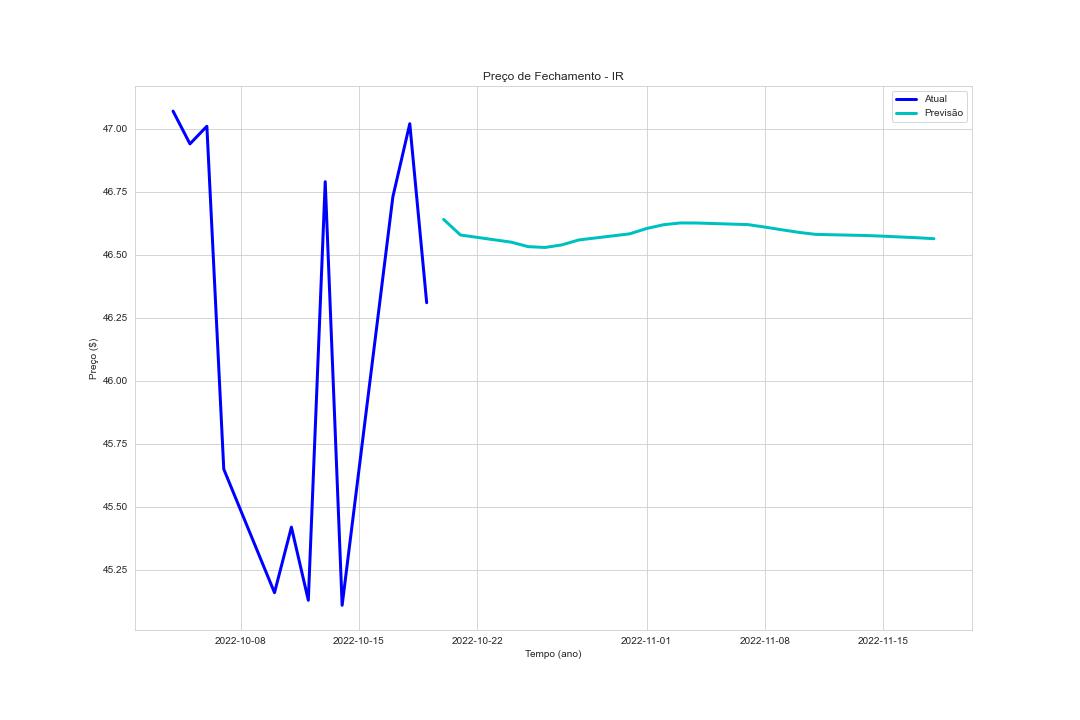 Preço de Fechamento - IR
Atual
Previsão
47.00
46.75
46.50
46.25
46.00
45.75
45.50
45.25
Preço ($)
2022-10-08
2022-10-15
2022-10-22
2022-11-01
2022-11-08
2022-11-15
Tempo (ano)